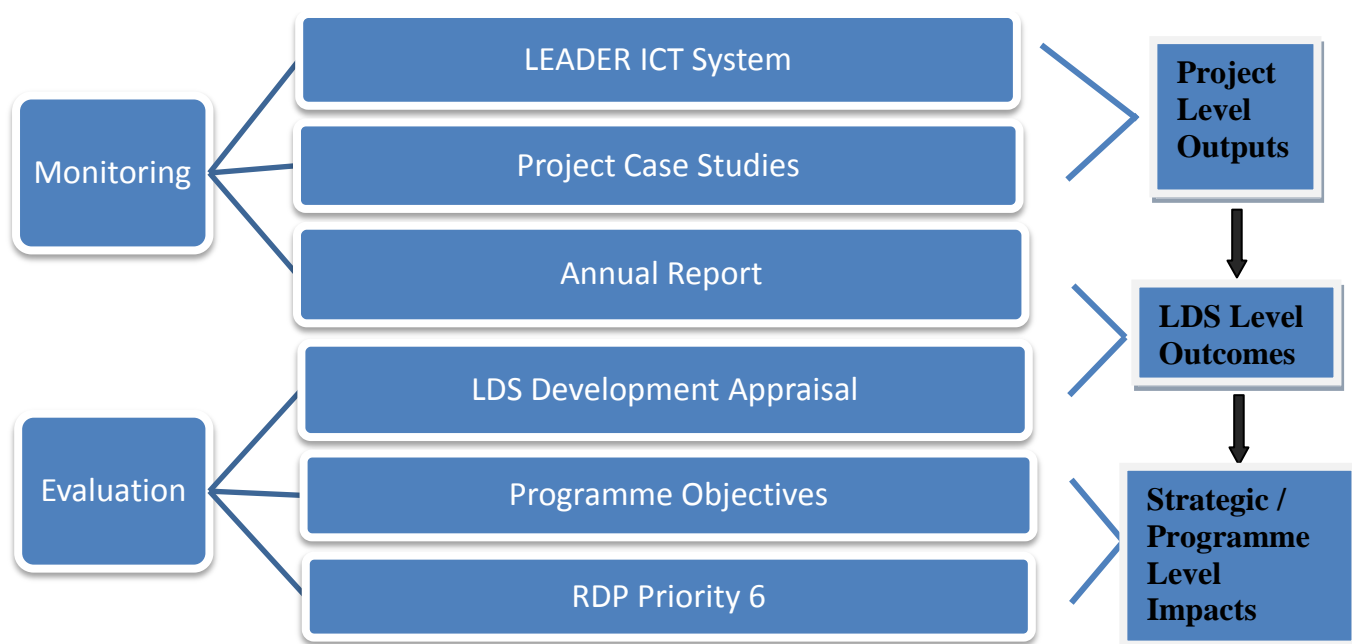 Monitoring
LEADER ICT System
Project Case Studies
Annual Report
Evaluation
LDS Development Appraisal
Programme Objectives
RDP Priority 6
Project
Level
Outputs
LDS Level
Outcomes
Strategic /
Programme
Level
Impacts